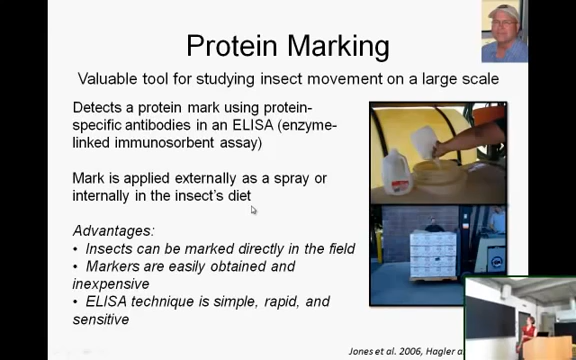 Protein Marking
Valuable tool for studying insect movement on a large scale
Detects a protein mark using protein-
specific antibodies in an ELISA (enzyme-
linked immunosorbent assay)
Mark is applied externally as a spray or
internally in the insect's diet
Advantages:
• Insects can be marked directly in the field
• Markers are easily obtained and
inexpensive
• ELISA technique is simple, rapid, and
sensitive
Jones et al. 2006, Hagler